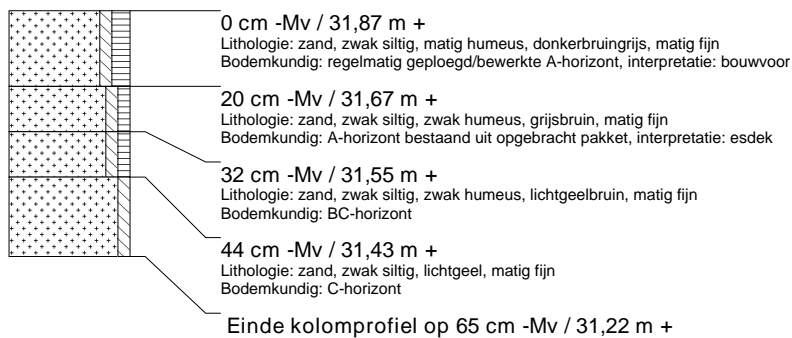 0 cm -Mv / 31,87 m +
Lithologie: zand, zwak siltig, matig humeus, donkerbruingrijs, matig fijn
Bodemkundig: regelmatig geploegd/bewerkte A-horizont, interpretatie: bouwvoor
20 cm -Mv / 31,67 m +
Lithologie: zand, zwak siltig, zwak humeus, grijsbruin, matig fijn
Bodemkundig: A-horizont bestaand uit opgebracht pakket, interpretatie: esdek
32 cm -Mv / 31,55 m +
Lithologie: zand, zwak siltig, zwak humeus, lichtgeelbruin, matig fijn
Bodemkundig: BC-horizont
44 cm -Mv / 31,43 m +
Lithologie: zand, zwak siltig, lichtgeel, matig fijn
Bodemkundig: C-horizont
Einde kolomprofiel op 65 cm -Mv / 31,22 m +